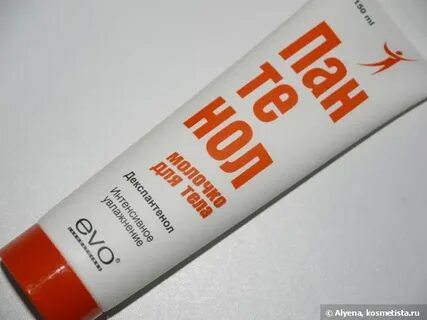 150 ml
Пан
те
нол
молочко
для тела
Декспантенол
Интенсивное
увлажнение
evo®
© Alyena, kosmetista.ru